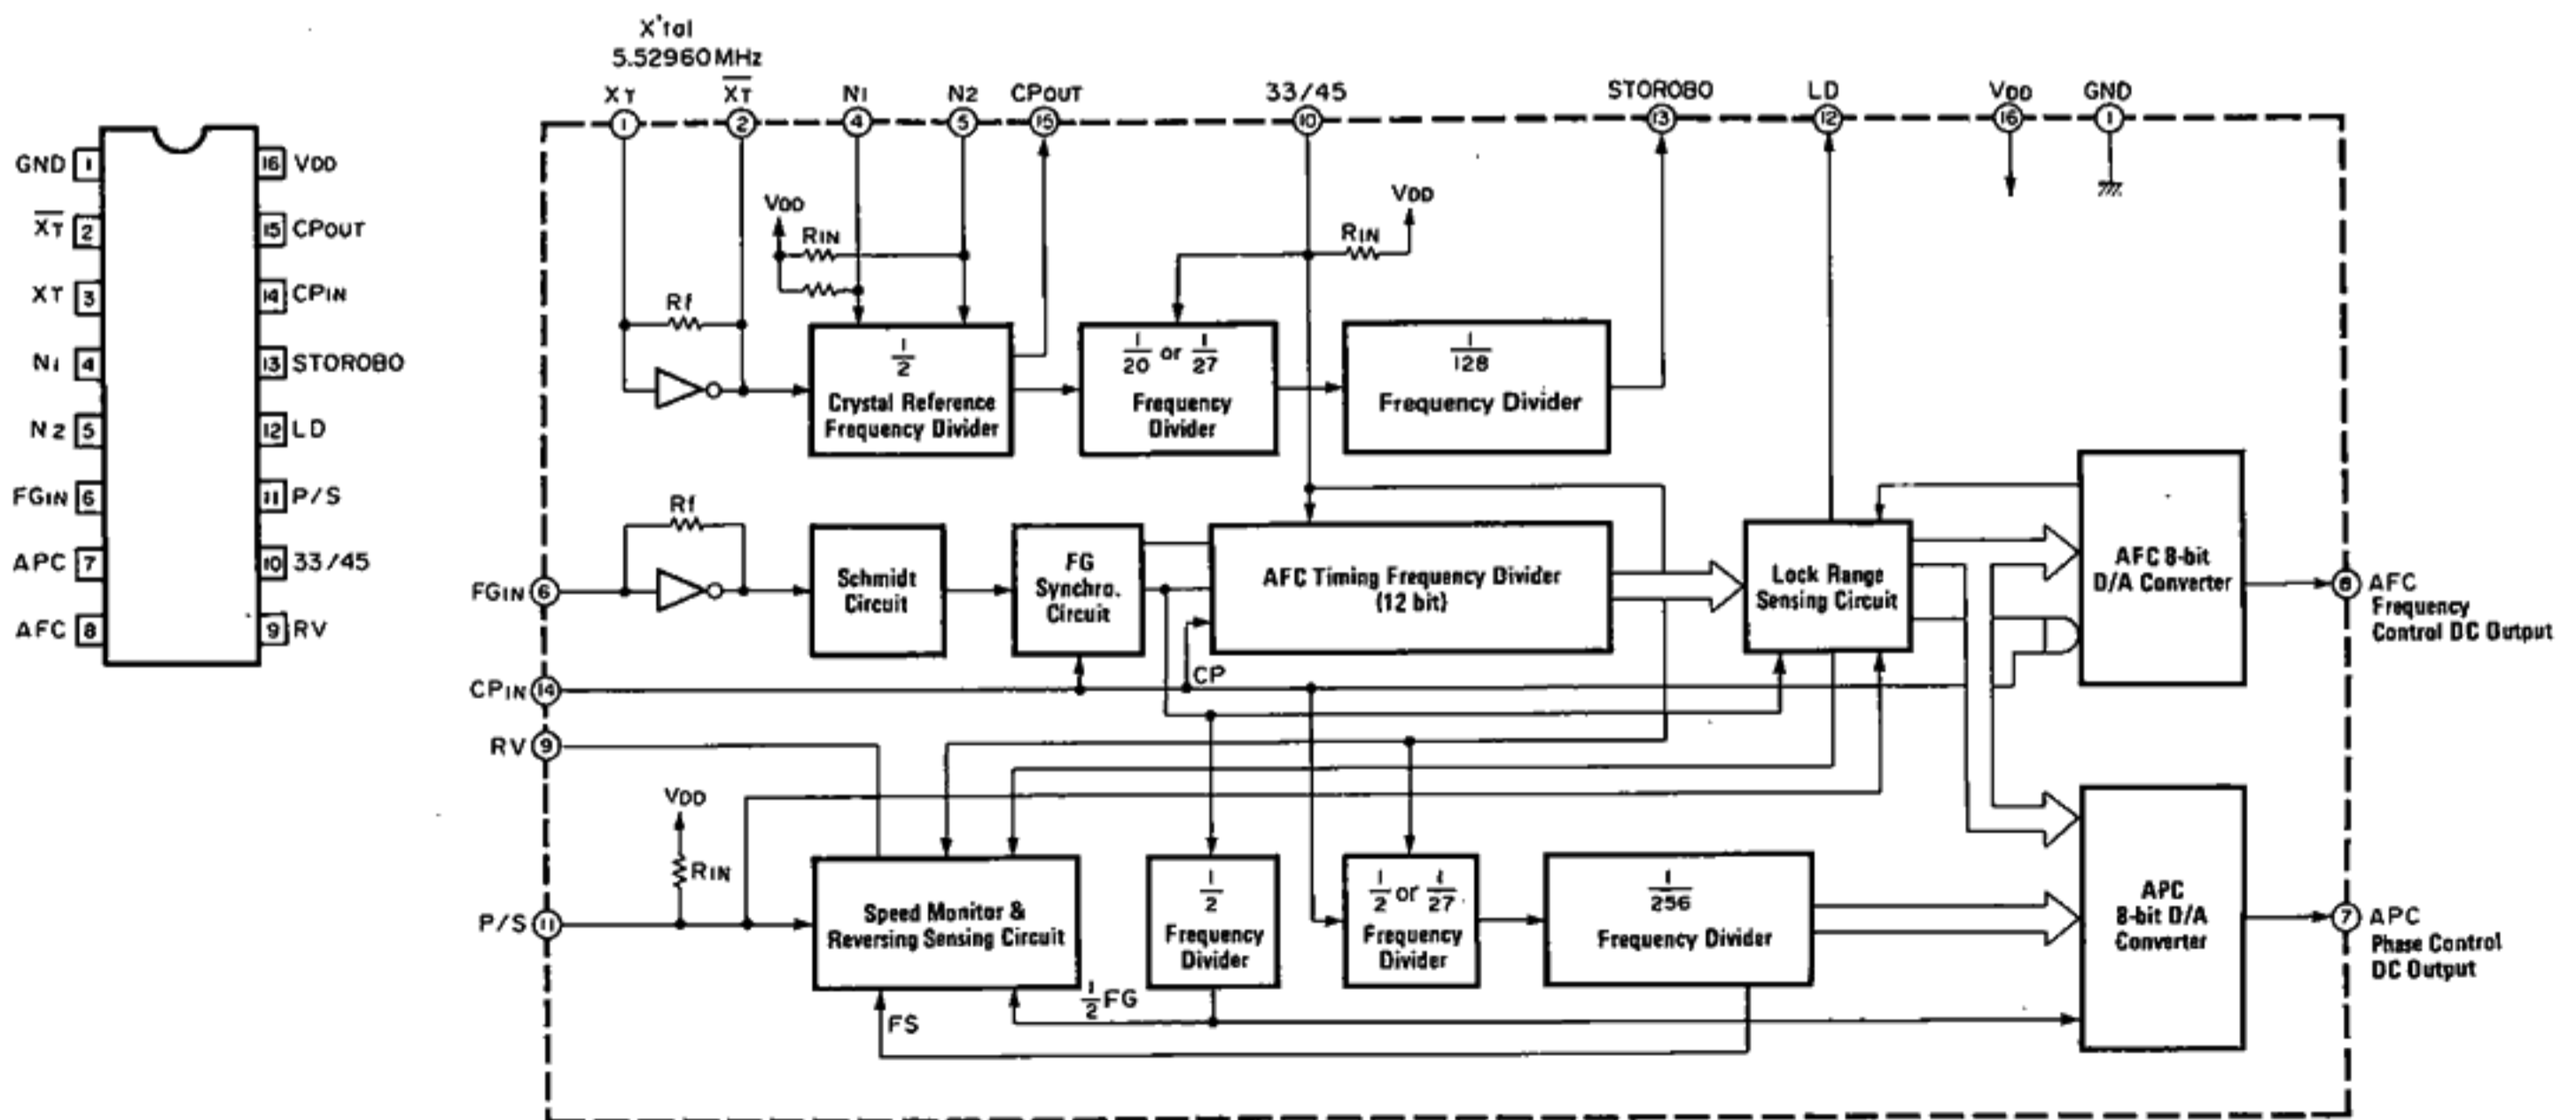 GND 1
X̅T̅ 2
XT 3
N1 4
N2 5
FGIN 6
APC 7
AFC 8
16 VDD
15 CPOUT
14 CPIN
13 STOROBO
12 LD
11 P/S
10 33/45
9 RV
X'tal
5.52960MHz
XT
X̅T̅
N1
N2
CPOUT
33/45
STOROBO
LD
VDD
GND
1
2
4
5
15
10
13
12
16
1
VDD
RIN
RIN
VDD
Rf
1/2
Crystal Reference
Frequency Divider
1/20 or 1/27
Frequency
Divider
1/128
Frequency Divider
Rf
FGIN 6
Schmidt
Circuit
FG
Synchro.
Circuit
AFC Timing Frequency Divider
(12 bit)
Lock Range
Sensing Circuit
AFC 8-bit
D/A Converter
6 AFC
Frequency
Control DC Output
CPIN 14
CP
RV 9
VDD
RIN
P/S 11
Speed Monitor &
Reversing Sensing Circuit
1/2
Frequency
Divider
1/2 or 1/27
Frequency
Divider
1/256
Frequency Divider
APC
8-bit D/A
Converter
7 APC
Phase Control
DC Output
1/2 FG
FS